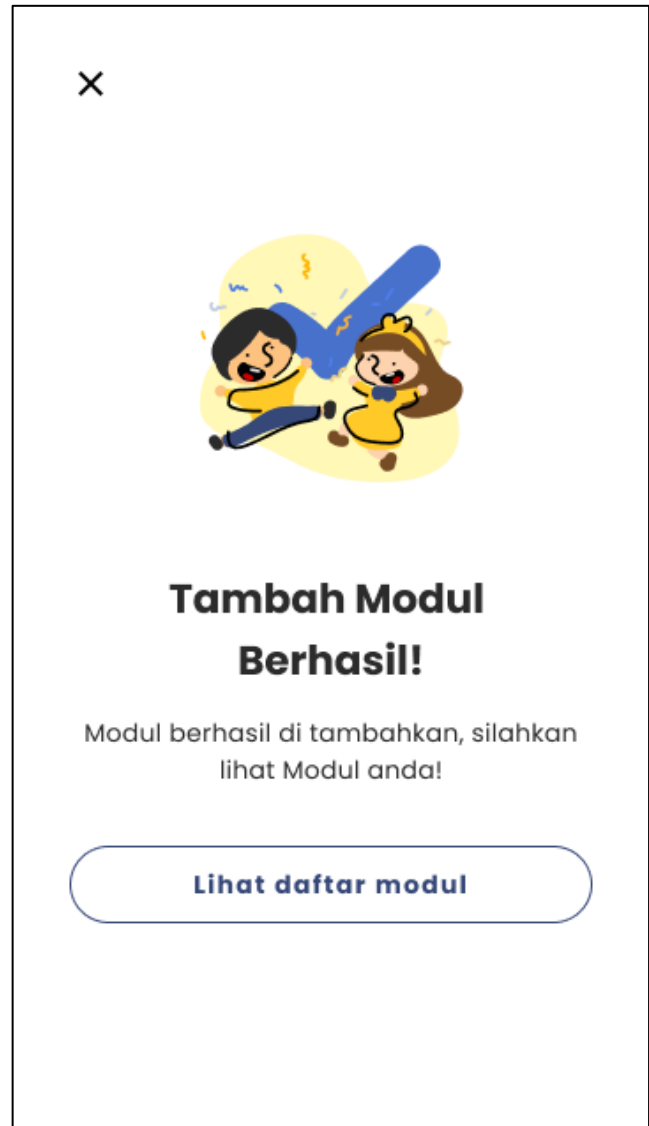 Tambah Modul
Berhasil!
Modul berhasil di tambahkan, silahkan
lihat Modul anda!
Lihat daftar modul